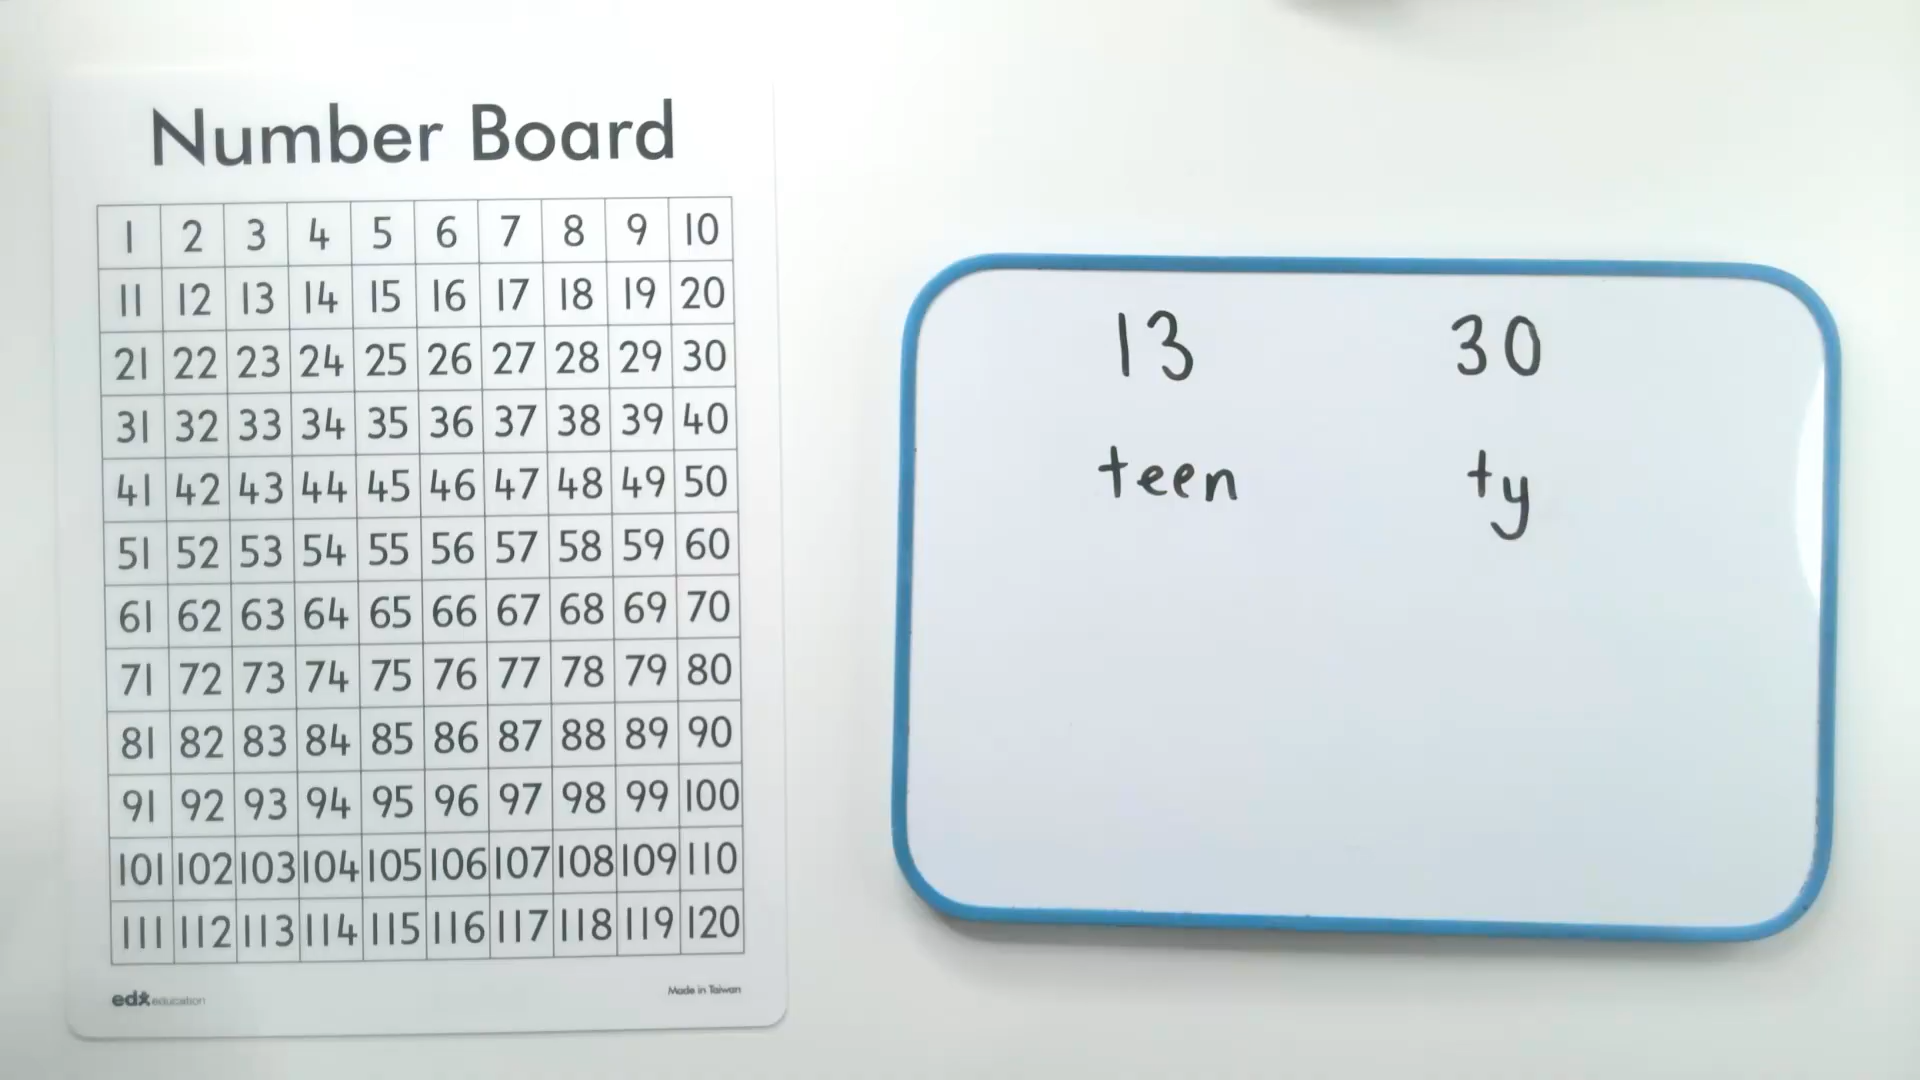 Number Board
1 2 3 4 5 6 7 8 9 10
11 12 13 14 15 16 17 18 19 20
21 22 23 24 25 26 27 28 29 30
31 32 33 34 35 36 37 38 39 40
41 42 43 44 45 46 47 48 49 50
51 52 53 54 55 56 57 58 59 60
61 62 63 64 65 66 67 68 69 70
71 72 73 74 75 76 77 78 79 80
81 82 83 84 85 86 87 88 89 90
91 92 93 94 95 96 97 98 99 100
101 102 103 104 105 106 107 108 109 110
111 112 113 114 115 116 117 118 119 120
edx education
Made in Taiwan
13 30
teen ty